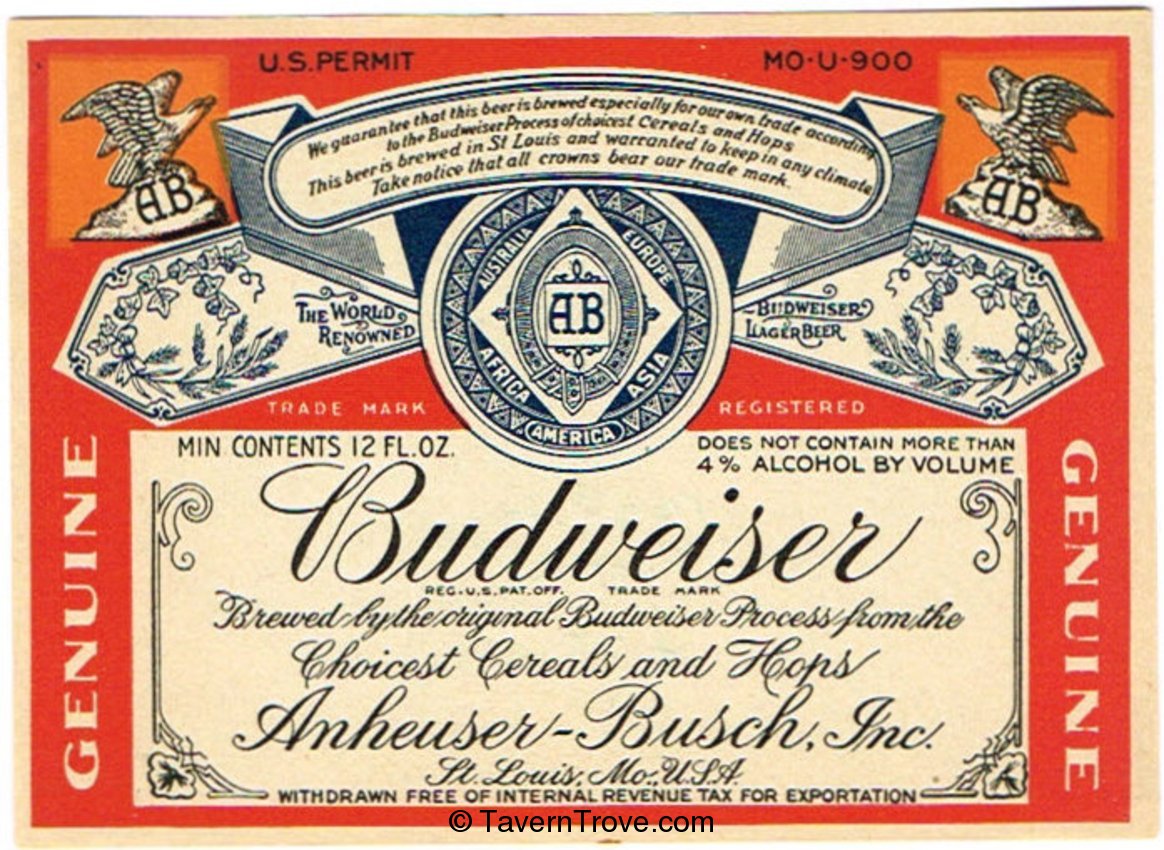 U.S. PERMIT
MO-U-900
We guarantee that this beer is brewed especially for our own trade according
to the Budweiser Process of choicest Cereals and Hops
This beer is brewed in St Louis and warranted to keep in any climate
Take notice that all crowns bear our trade mark.
AB
AB
AUSTRALIA
EUROPE
THE WORLD
RENOWNED
AB
BUDWEISER
LAGER BEER
AFRICA
ASIA
AMERICA
TRADE MARK
REGISTERED
MIN CONTENTS 12 FL.OZ.
DOES NOT CONTAIN MORE THAN
4% ALCOHOL BY VOLUME
GENUINE
GENUINE
Budweiser
REG. U.S. PAT. OFF. TRADE MARK
Brewed by the original Budweiser Process from the
Choicest Cereals and Hops
Anheuser-Busch, Inc.
St. Louis, Mo. U.S.A.
WITHDRAWN FREE OF INTERNAL REVENUE TAX FOR EXPORTATION
© TavernTrove.com